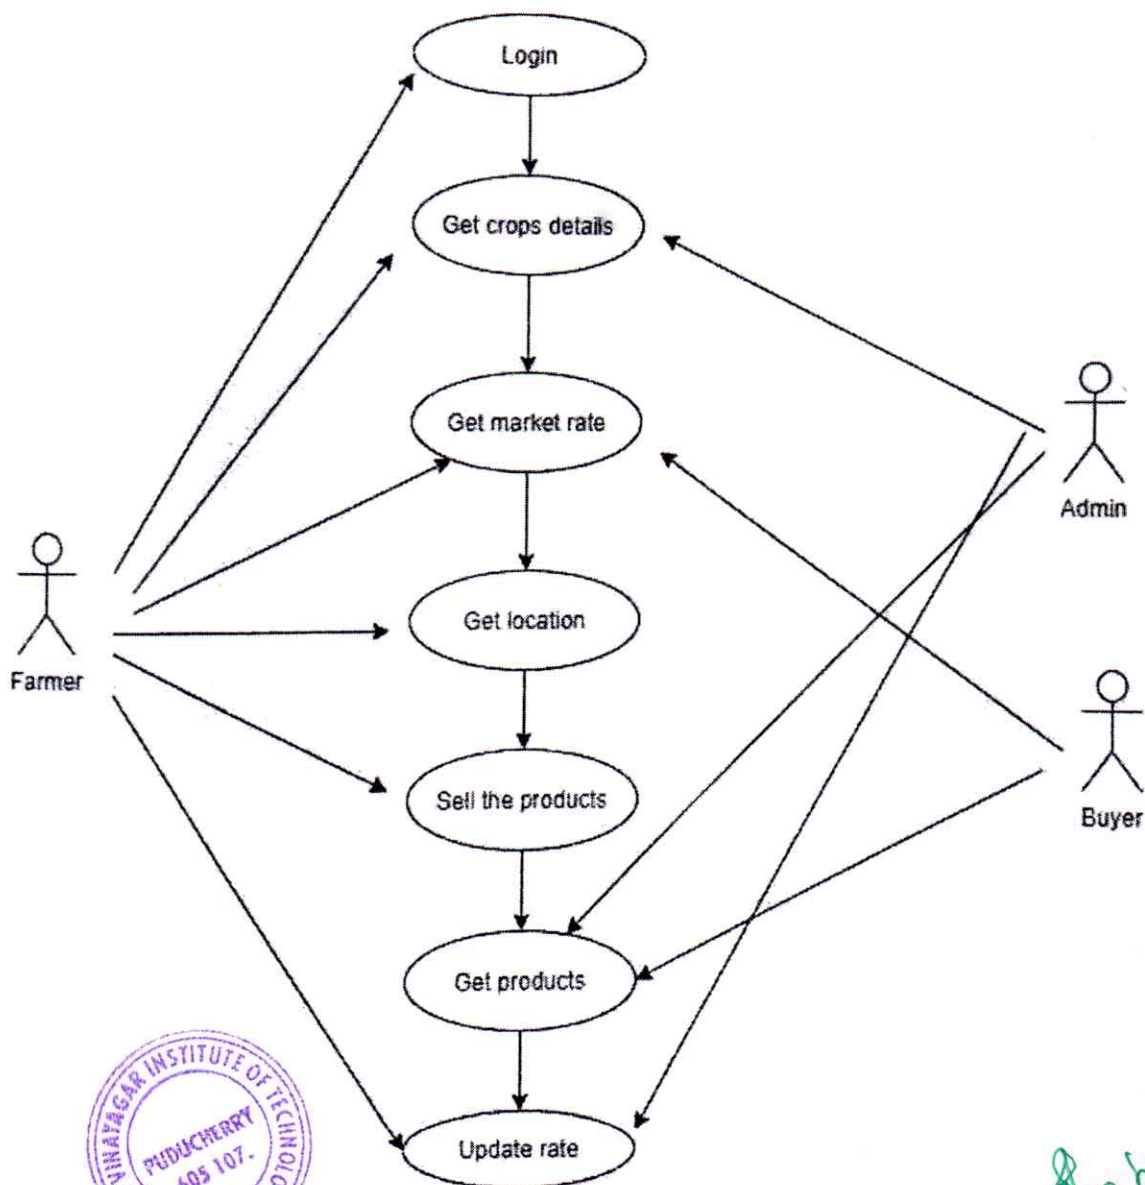 Login
Get crops details
Get market rate
Admin
Get location
Farmer
Sell the products
Buyer
Get products
Update rate
VINAYAGAR INSTITUTE OF
PUDUCHERRY
605 107.